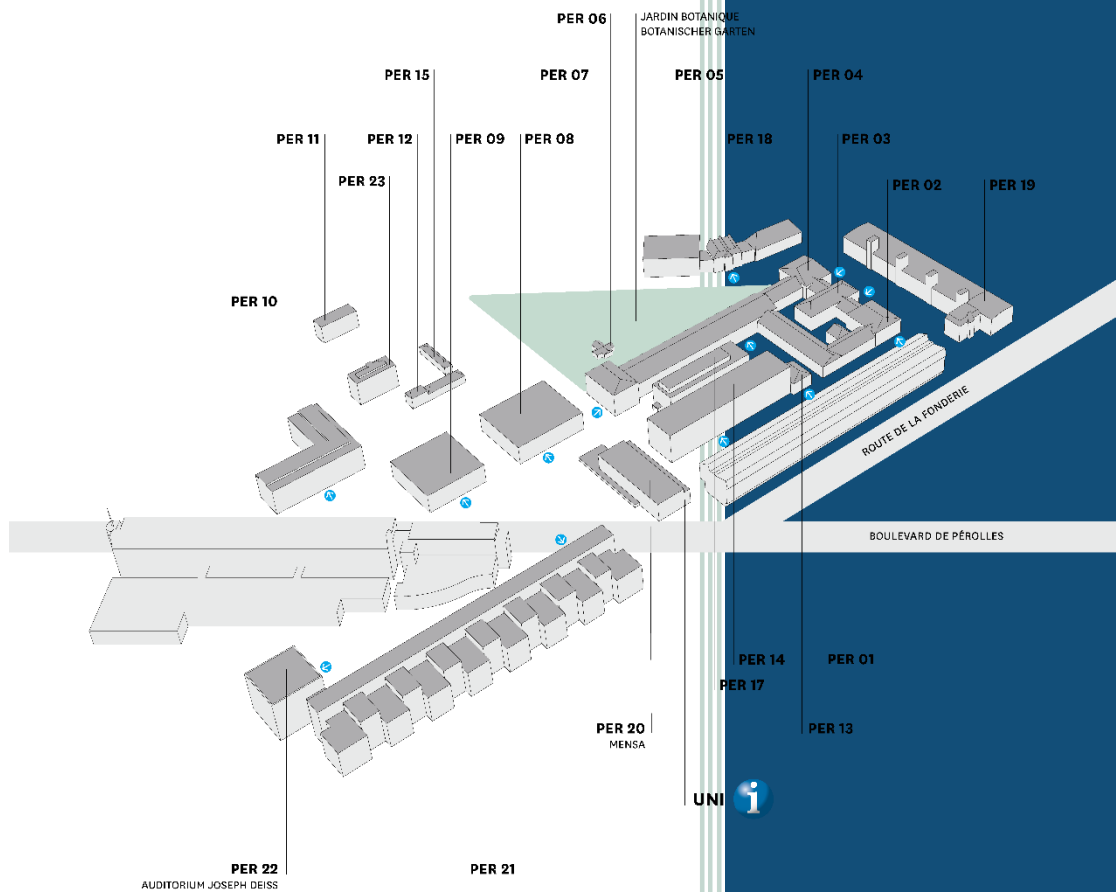 PER 06
JARDIN BOTANIQUE
BOTANISCHER GARTEN
PER 15
PER 07
PER 05
PER 04
PER 11
PER 12
PER 09
PER 08
PER 18
PER 03
PER 23
PER 02
PER 19
PER 10
ROUTE DE LA FONDERIE
BOULEVARD DE PÉROLLES
PER 14
PER 01
PER 17
PER 20
MENSA
PER 13
UNI i
PER 22
AUDITORIUM JOSEPH DEISS
PER 21